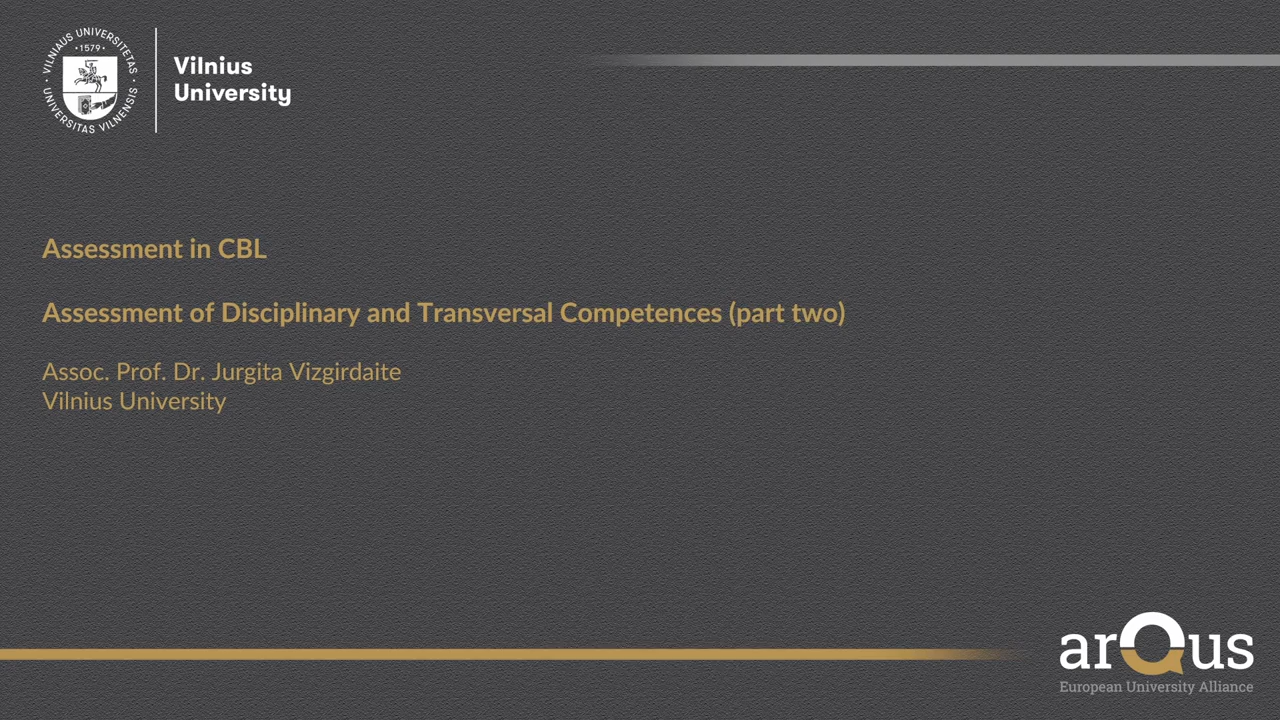 VILNIAUS UNIVERSITETAS
·1579·
UNIVERSITAS VILNENSIS
Vilnius
University
Assessment in CBL
Assessment of Disciplinary and Transversal Competences (part two)
Assoc. Prof. Dr. Jurgita Vizgirdaite
Vilnius University
arQus
European University Alliance